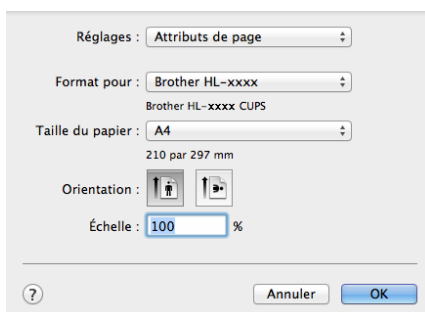 Réglages : Attributs de page
Format pour : Brother HL-xxxx
Brother HL-xxxx CUPS
Taille du papier : A4
210 par 297 mm
Orientation :
Échelle : 100 %
? Annuler OK